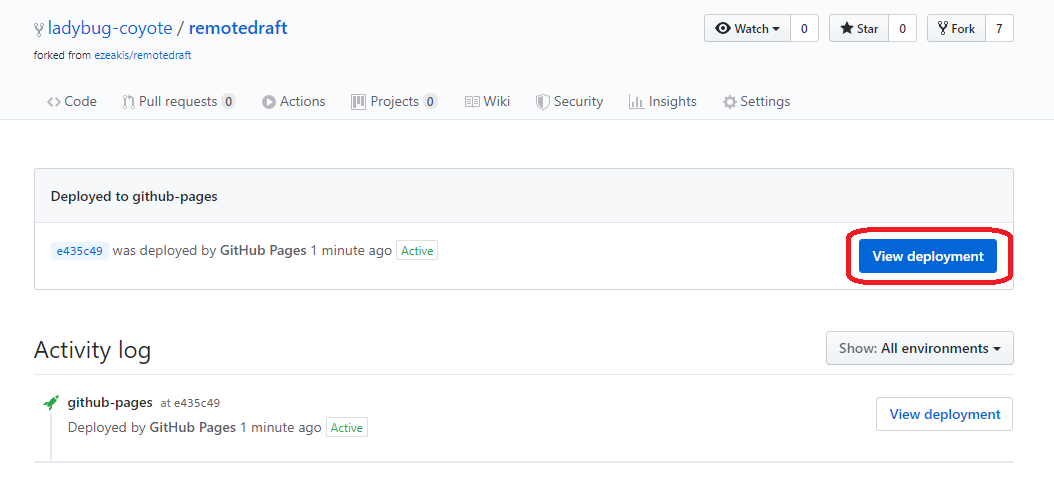 ladybug-coyote / remotedraft
Watch 0 Star 0 Fork 7
forked from ezeakis/remotedraft
Code Pull requests 0 Actions Projects 0 Wiki Security Insights Settings
Deployed to github-pages
e435c49 was deployed by GitHub Pages 1 minute ago Active
View deployment
Activity log
Show: All environments
github-pages at e435c49
Deployed by GitHub Pages 1 minute ago Active
View deployment